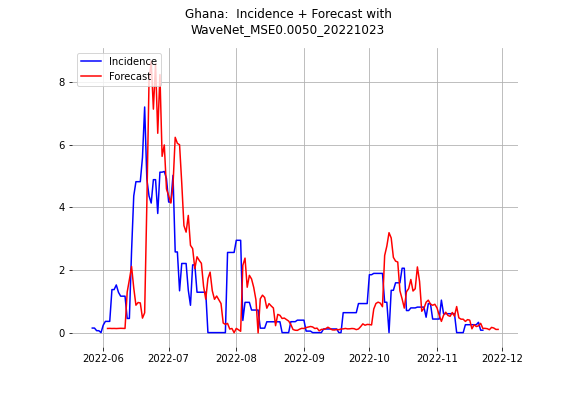 Ghana:  Incidence + Forecast with
WaveNet_MSE0.0050_20221023
Incidence
Forecast
8
6
4
2
0
2022-06 2022-07 2022-08 2022-09 2022-10 2022-11 2022-12